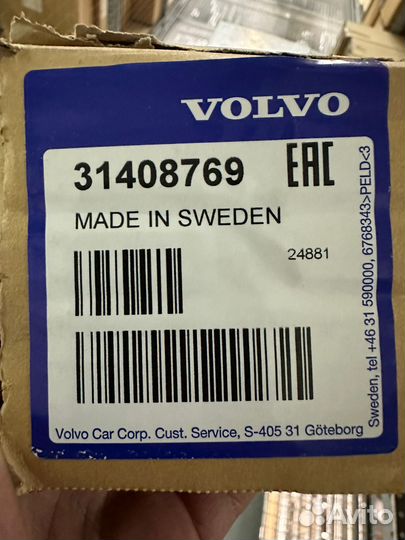 VOLVO
31408769 EAC
MADE IN SWEDEN
24881
Volvo Car Corp. Cust. Service, S-405 31 Göteborg
Sweden, tel +46 31 590000, 6768343>PELD<3
Avito